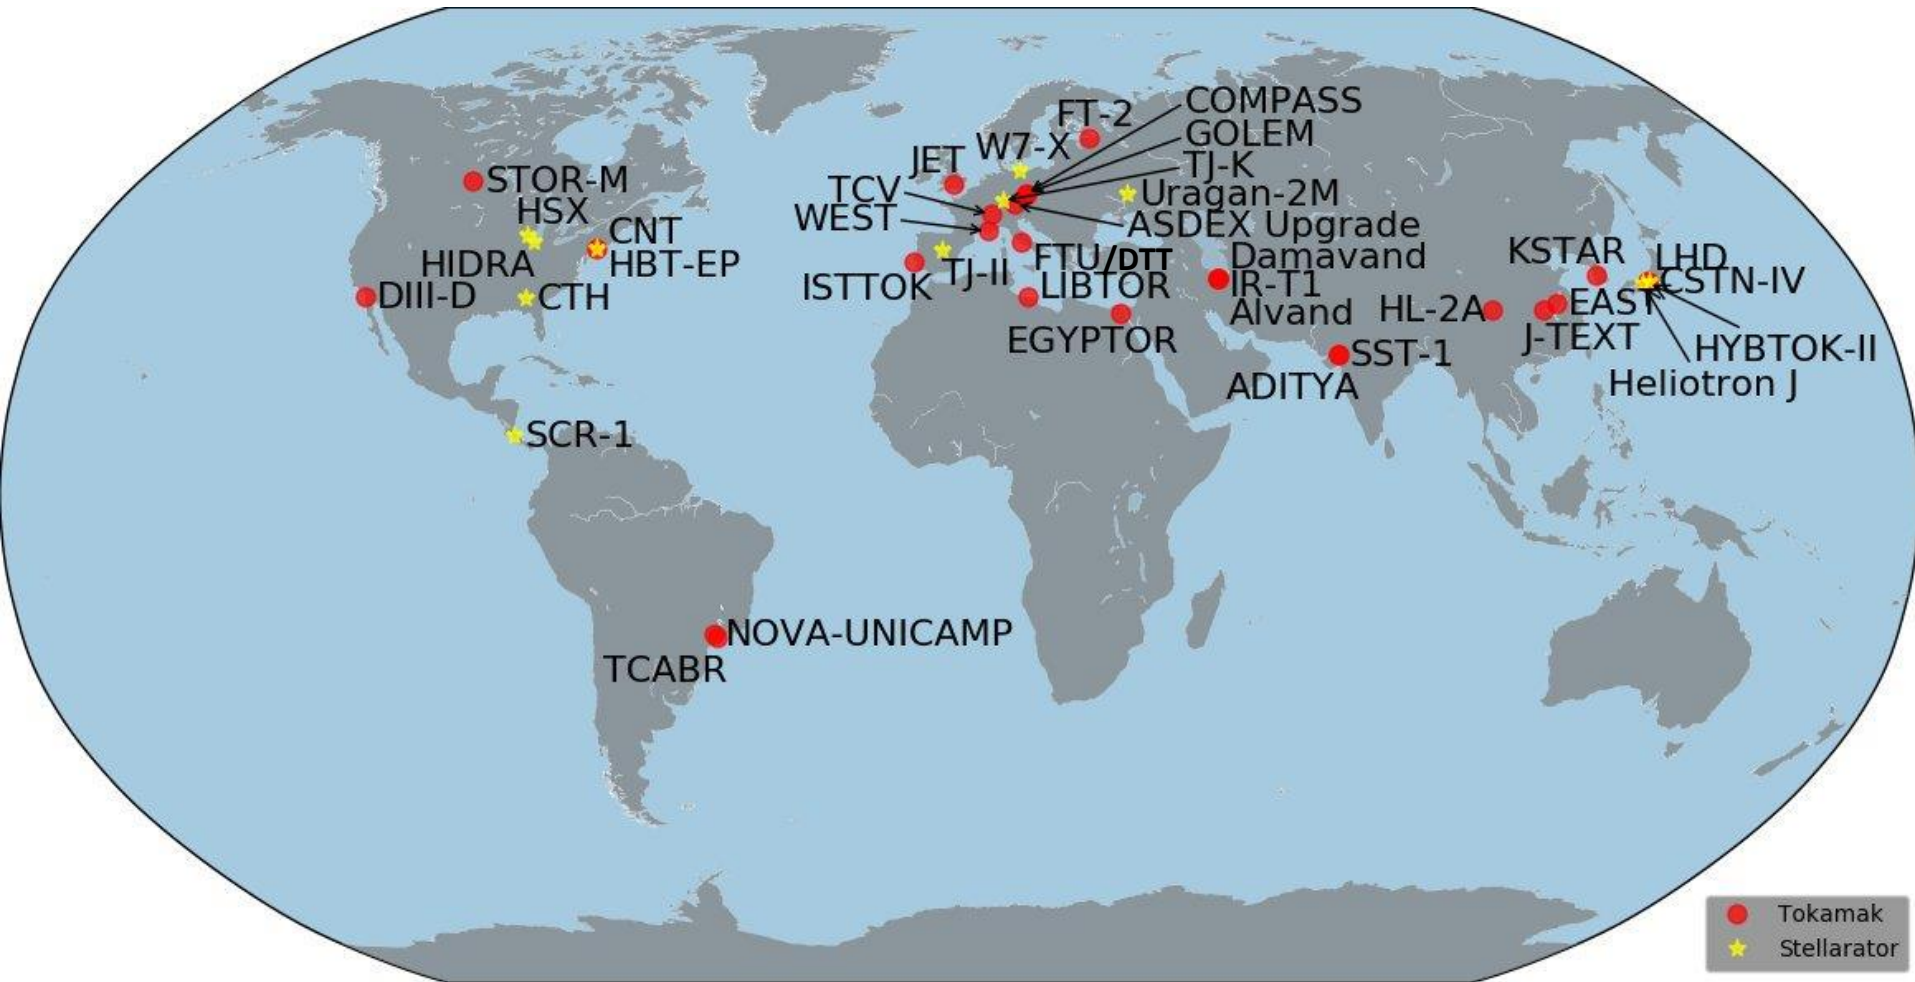 COMPASS
FT-2
GOLEM
W7-X
JET
TJ-K
TCV
STOR-M
Uragan-2M
HSX
WEST
ASDEX Upgrade
CNT
KSTAR
LHD
FTU/DTT
Damavand
HIDRA
HBT-EP
TJ-II
CSTN-IV
ISTTOK
LIBTOR
IR-T1
DIII-D
CTH
EAST
HL-2A
Alvand
EGYPTOR
J-TEXT
HYBTOK-II
SST-1
ADITYA
Heliotron J
SCR-1
NOVA-UNICAMP
TCABR
Tokamak
Stellarator